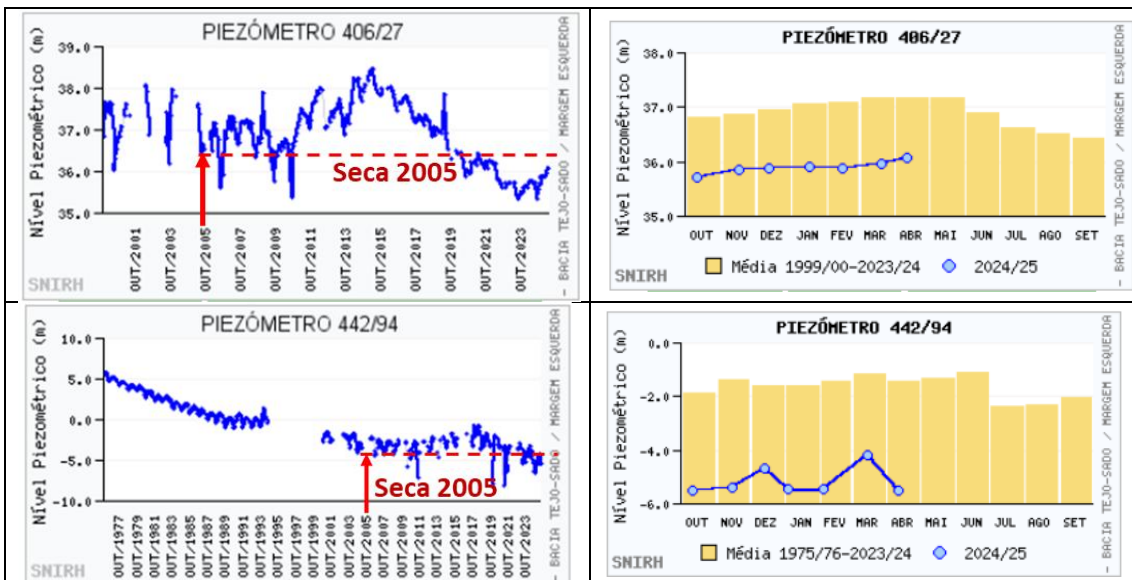 PIEZÓMETRO 406/27
Nível Piezométrico (m)
39.0
38.0
37.0
36.0
35.0
Seca 2005
OUT/2001
OUT/2003
OUT/2005
OUT/2007
OUT/2009
OUT/2011
OUT/2013
OUT/2015
OUT/2017
OUT/2019
OUT/2021
OUT/2023
SNIRH
- BACIA TEJO-SADO / MARGEM ESQUERDA
PIEZÓMETRO 406/27
Nível Piezométrico (m)
38.0
37.0
36.0
35.0
OUT NOV DEZ JAN FEV MAR ABR MAI JUN JUL AGO SET
Média 1999/00-2023/24 2024/25
SNIRH
- BACIA TEJO-SADO / MARGEM ESQUERDA
PIEZÓMETRO 442/94
Nível Piezométrico (m)
10.0
5.0
0.0
-5.0
-10.0
Seca 2005
OUT/1977
OUT/1979
OUT/1981
OUT/1983
OUT/1985
OUT/1987
OUT/1989
OUT/1991
OUT/1993
OUT/1995
OUT/1997
OUT/1999
OUT/2001
OUT/2003
OUT/2005
OUT/2007
OUT/2009
OUT/2011
OUT/2013
OUT/2015
OUT/2017
OUT/2019
OUT/2021
OUT/2023
SNIRH
- BACIA TEJO-SADO / MARGEM ESQUERDA
PIEZÓMETRO 442/94
Nível Piezométrico (m)
0.0
-2.0
-4.0
-6.0
OUT NOV DEZ JAN FEV MAR ABR MAI JUN JUL AGO SET
Média 1975/76-2023/24 2024/25
SNIRH
- BACIA TEJO-SADO / MARGEM ESQUERDA